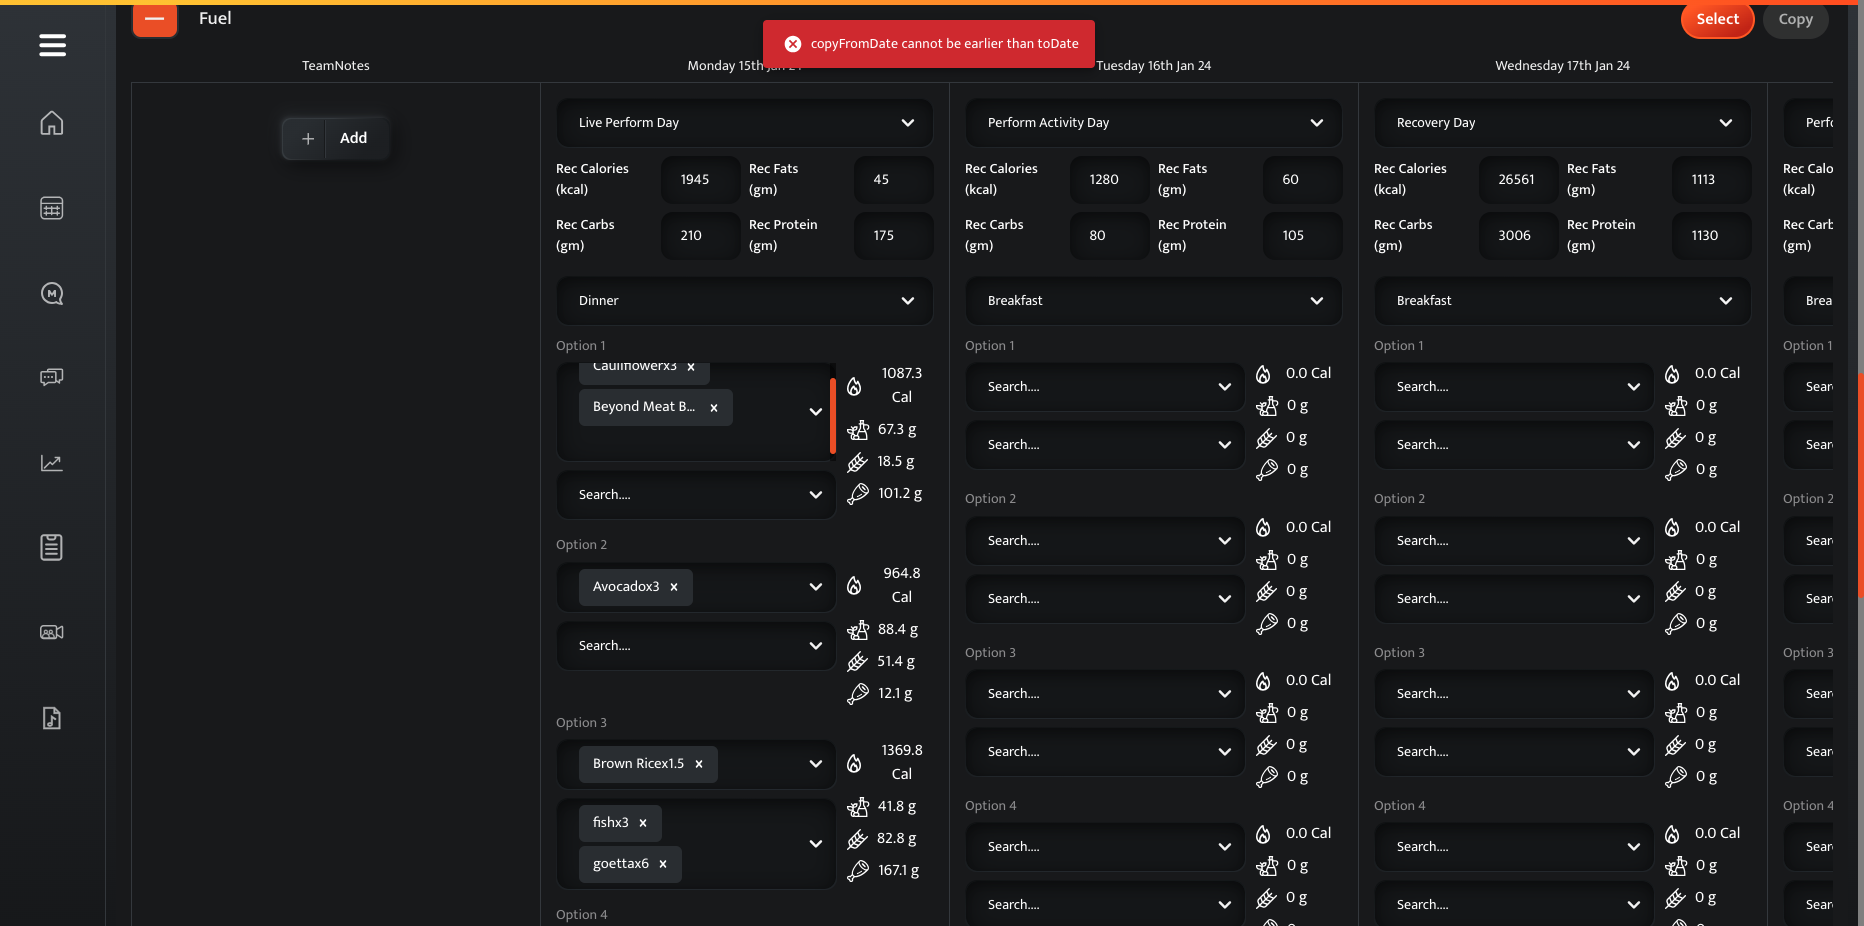 Fuel
Select
Copy
copyFromDate cannot be earlier than toDate
TeamNotes
Monday 15th Jan 24
Tuesday 16th Jan 24
Wednesday 17th Jan 24
+ Add
Live Perform Day
Rec Calories (kcal)
1945
Rec Fats (gm)
45
Rec Carbs (gm)
210
Rec Protein (gm)
175
Dinner
Option 1
Cauliflowerx3 x
Beyond Meat B... x
Search....
1087.3 Cal
67.3 g
18.5 g
101.2 g
Option 2
Avocadox3 x
Search....
964.8 Cal
88.4 g
51.4 g
12.1 g
Option 3
Brown Ricex1.5 x
fishx3 x
goettax6 x
1369.8 Cal
41.8 g
82.8 g
167.1 g
Option 4
Perform Activity Day
Rec Calories (kcal)
1280
Rec Fats (gm)
60
Rec Carbs (gm)
80
Rec Protein (gm)
105
Breakfast
Option 1
Search....
Search....
0.0 Cal
0 g
0 g
0 g
Option 2
Search....
Search....
0.0 Cal
0 g
0 g
0 g
Option 3
Search....
Search....
0.0 Cal
0 g
0 g
0 g
Option 4
Search....
Search....
0.0 Cal
0 g
0 g
Recovery Day
Rec Calories (kcal)
26561
Rec Fats (gm)
1113
Rec Carbs (gm)
3006
Rec Protein (gm)
1130
Breakfast
Option 1
Search....
Search....
0.0 Cal
0 g
0 g
0 g
Option 2
Search....
Search....
0.0 Cal
0 g
0 g
0 g
Option 3
Search....
Search....
0.0 Cal
0 g
0 g
0 g
Option 4
Search....
Search....
0.0 Cal
0 g
0 g
Perfo
Rec Calo
(kcal)
Rec Carb
(gm)
Brea
Option 1
Sear
Sear
Option 2
Sear
Sear
Option 3
Sear
Sear
Option 4
Sear
Sear